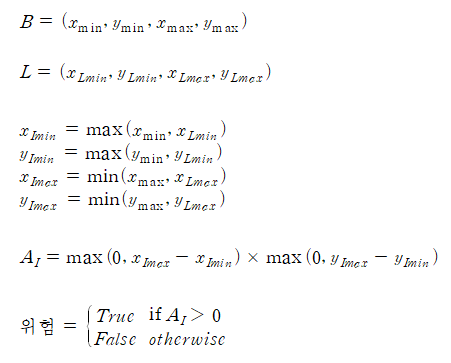 B = (x_min, y_min, x_max, y_max)
L = (x_Lmin, y_Lmin, x_Lmax, y_Lmax)
x_Imin = max(x_min, x_Lmin)
y_Imin = max(y_min, y_Lmin)
x_Imax = min(x_max, x_Lmax)
y_Imax = min(y_max, y_Lmax)
A_I = max(0, x_Imax − x_Imin) × max(0, y_Imax − y_Imin)
위험 = { True if A_I > 0
False otherwise